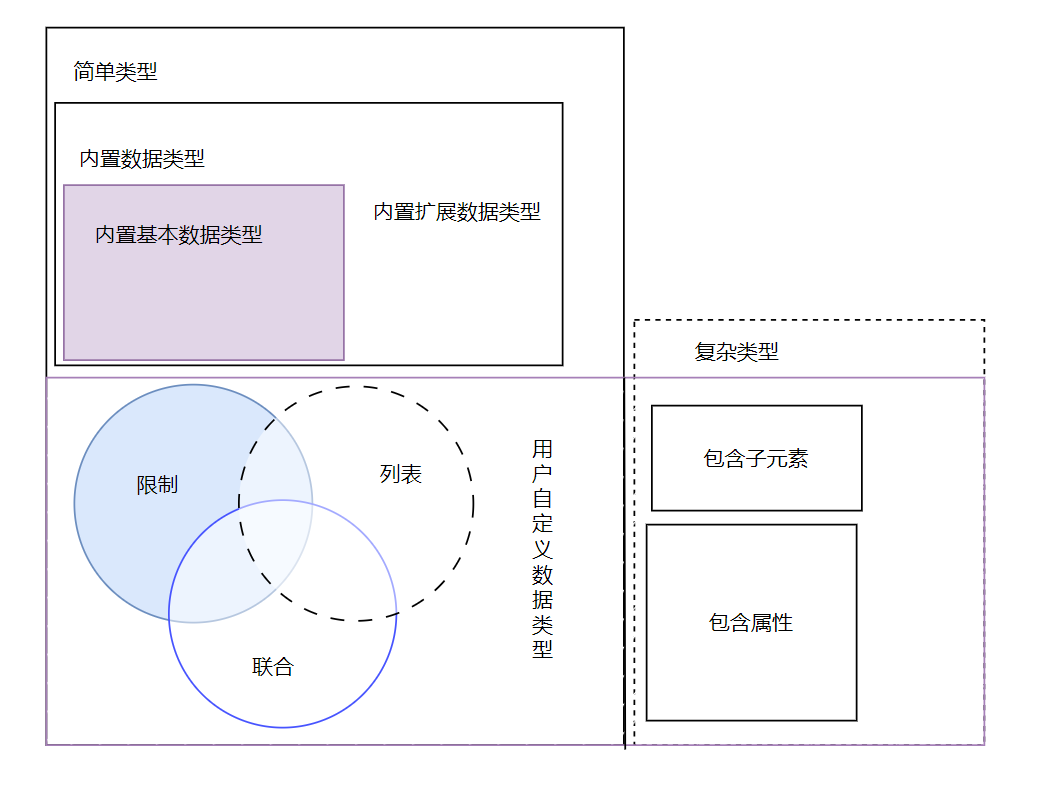 简单类型
内置数据类型
内置扩展数据类型
内置基本数据类型
复杂类型
限制
列表
联合
用户自定义数据类型
包含子元素
包含属性